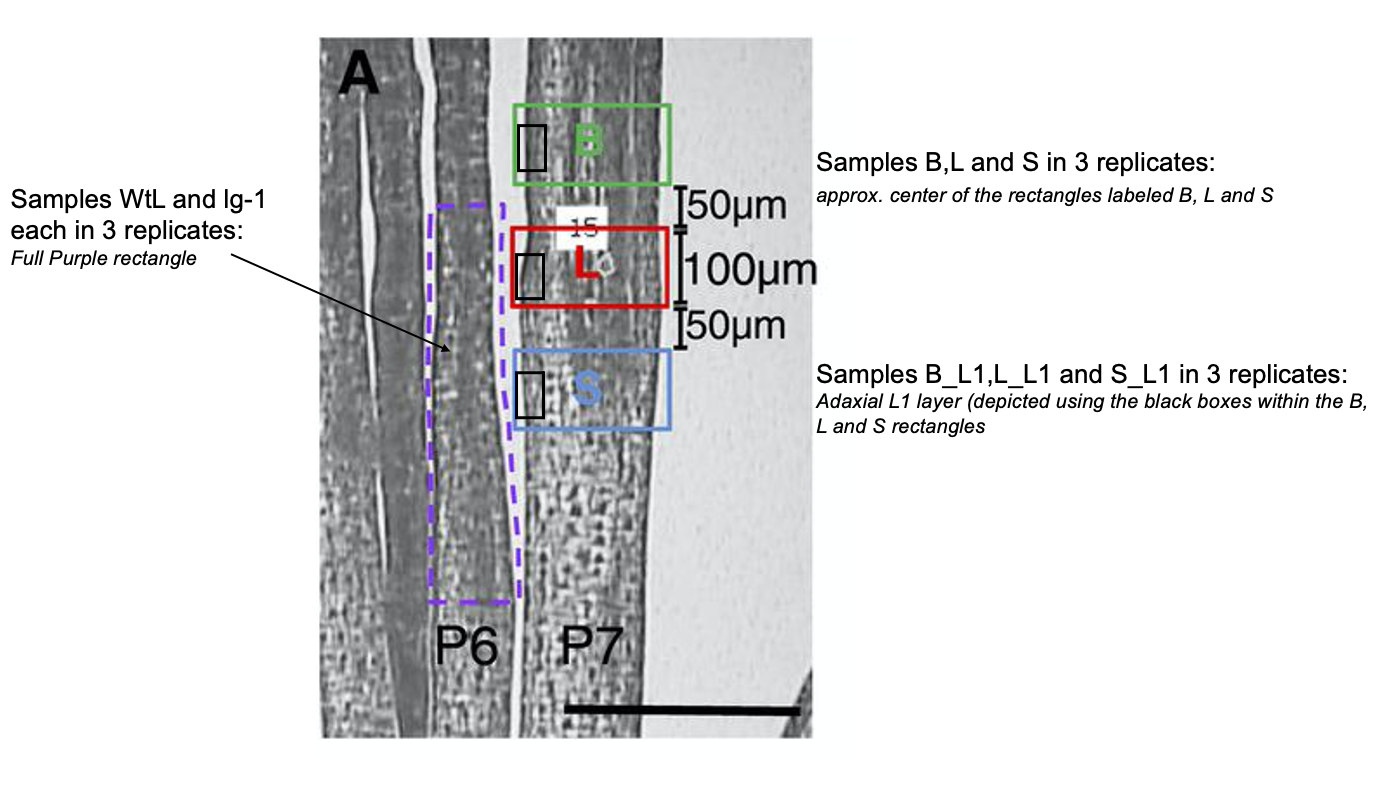 A
Samples WtL and lg-1
each in 3 replicates:
Full Purple rectangle
B
50µm
15
L
100µm
50µm
S
P6
P7
Samples B,L and S in 3 replicates:
approx. center of the rectangles labeled B, L and S
Samples B_L1,L_L1 and S_L1 in 3 replicates:
Adaxial L1 layer (depicted using the black boxes within the B,
L and S rectangles